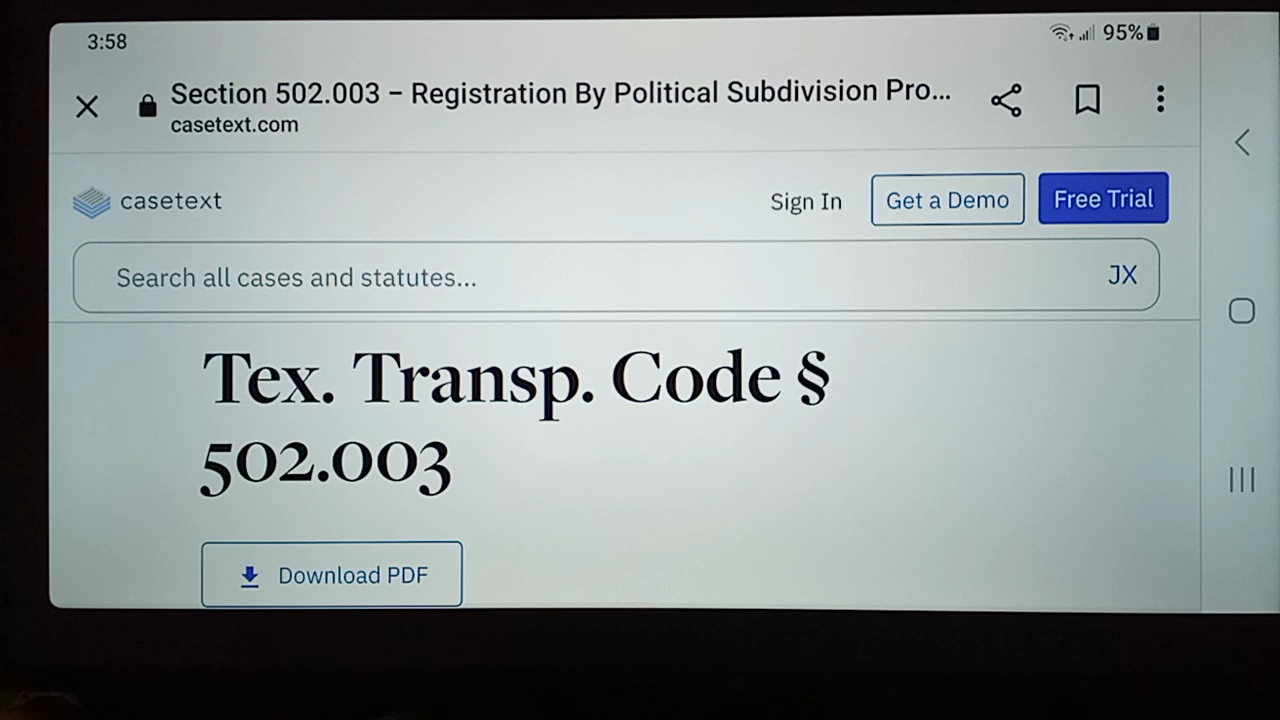 3:58
95%
Section 502.003 – Registration By Political Subdivision Pro...
casetext.com
casetext
Sign In
Get a Demo
Free Trial
Search all cases and statutes...
JX
Tex. Transp. Code §
502.003
Download PDF